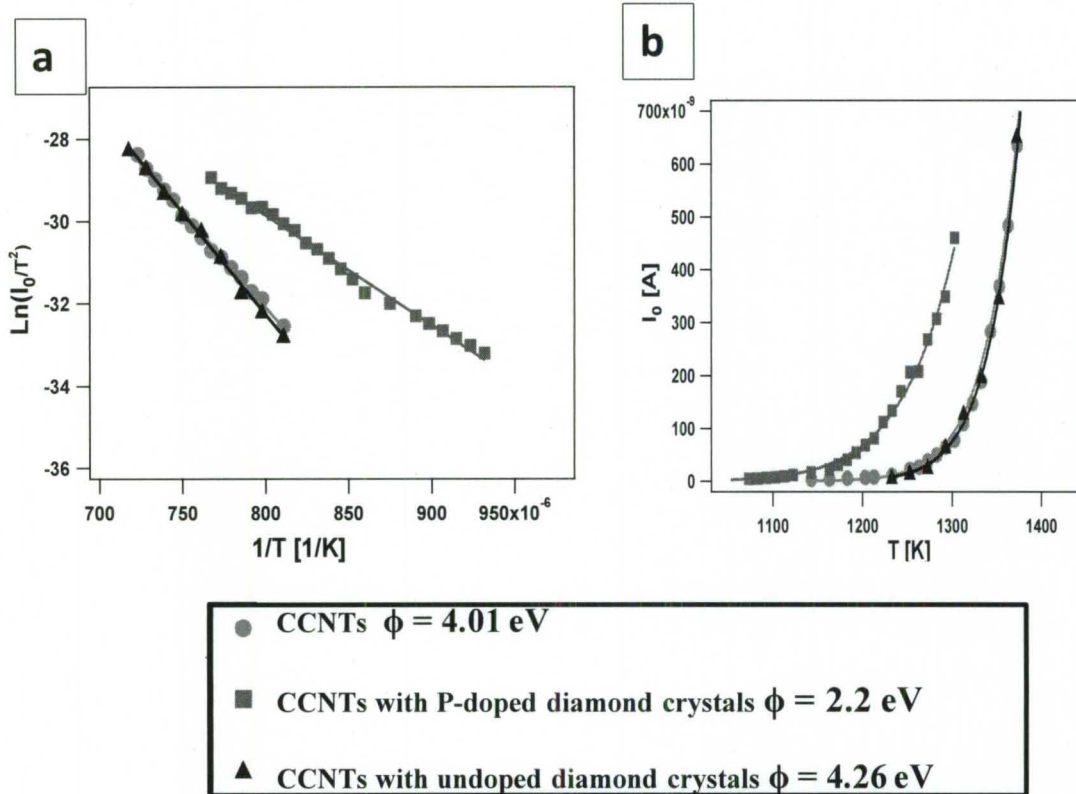 a
b
Ln(I₀/T²)
-28
-30
-32
-34
-36
700
750
800
850
900
950x10⁻⁶
1/T [1/K]
I₀ [A]
700x10⁻⁹
600
500
400
300
200
100
0
1100
1200
1300
1400
T [K]
CCNTs ϕ = 4.01 eV
CCNTs with P-doped diamond crystals ϕ = 2.2 eV
CCNTs with undoped diamond crystals ϕ = 4.26 eV